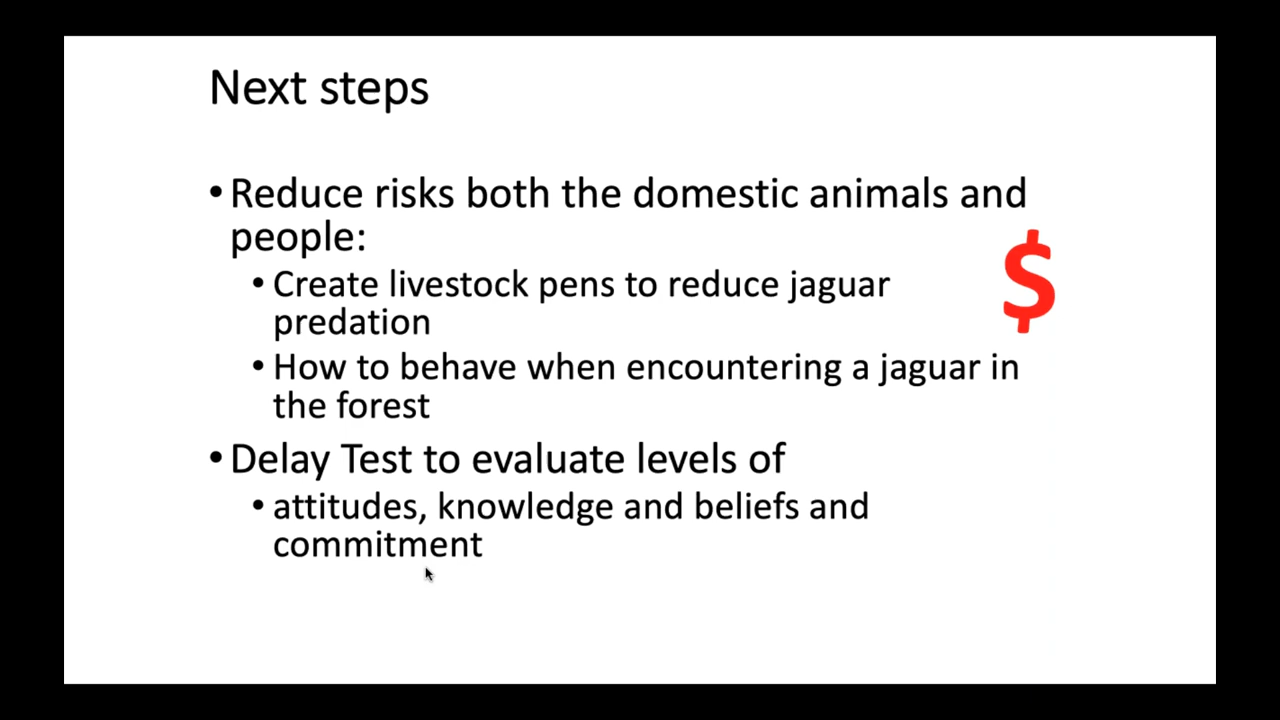 Next steps
• Reduce risks both the domestic animals and
people:
$
• Create livestock pens to reduce jaguar
predation
• How to behave when encountering a jaguar in
the forest
• Delay Test to evaluate levels of
• attitudes, knowledge and beliefs and
commitment